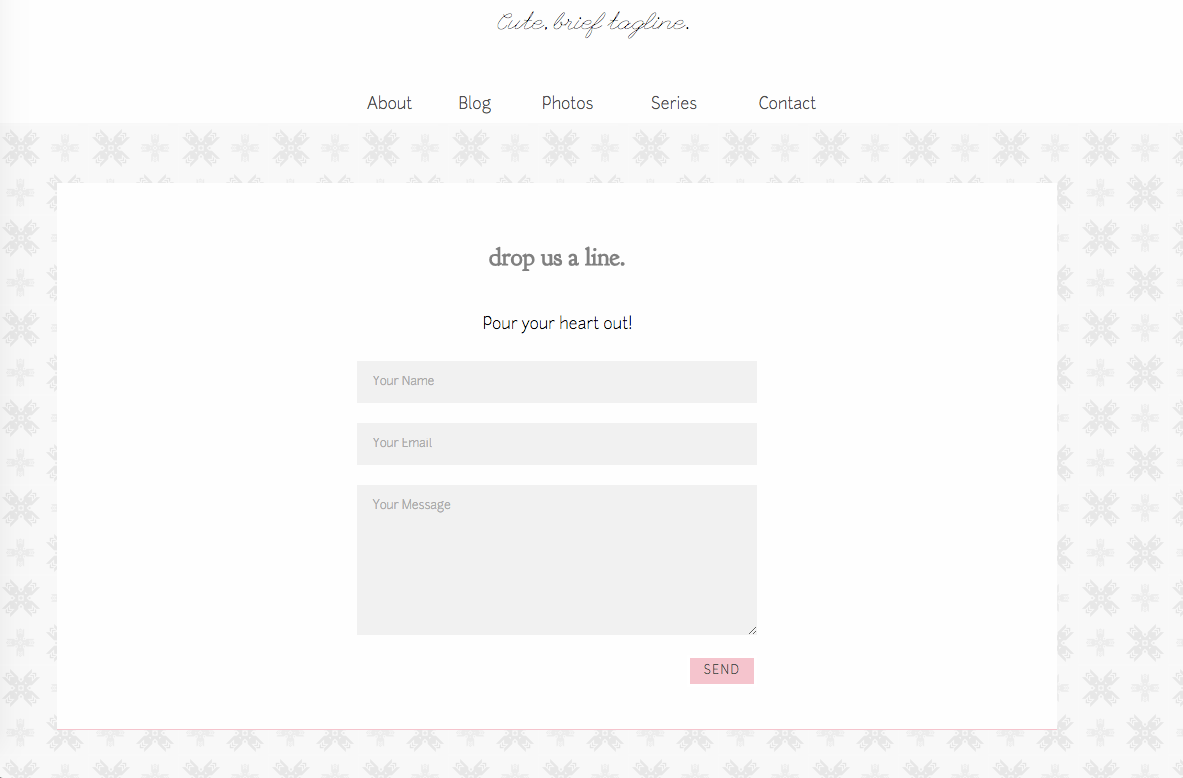 Cute, brief tagline.
About Blog Photos Series Contact
drop us a line.
Pour your heart out!
Your Name
Your Email
Your Message
SEND